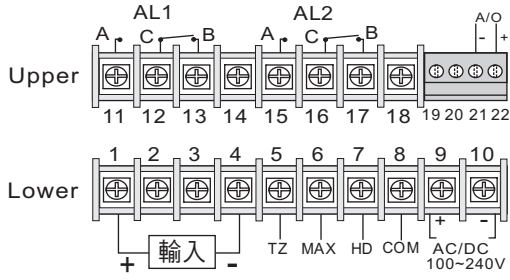 AL1 AL2 A/O
A C B A C B - +
Upper
11 12 13 14 15 16 17 18 19 20 21 22
1 2 3 4 5 6 7 8 9 10
Lower
+ -
+ 輸入 - TZ MAX HD COM AC/DC
100~240V